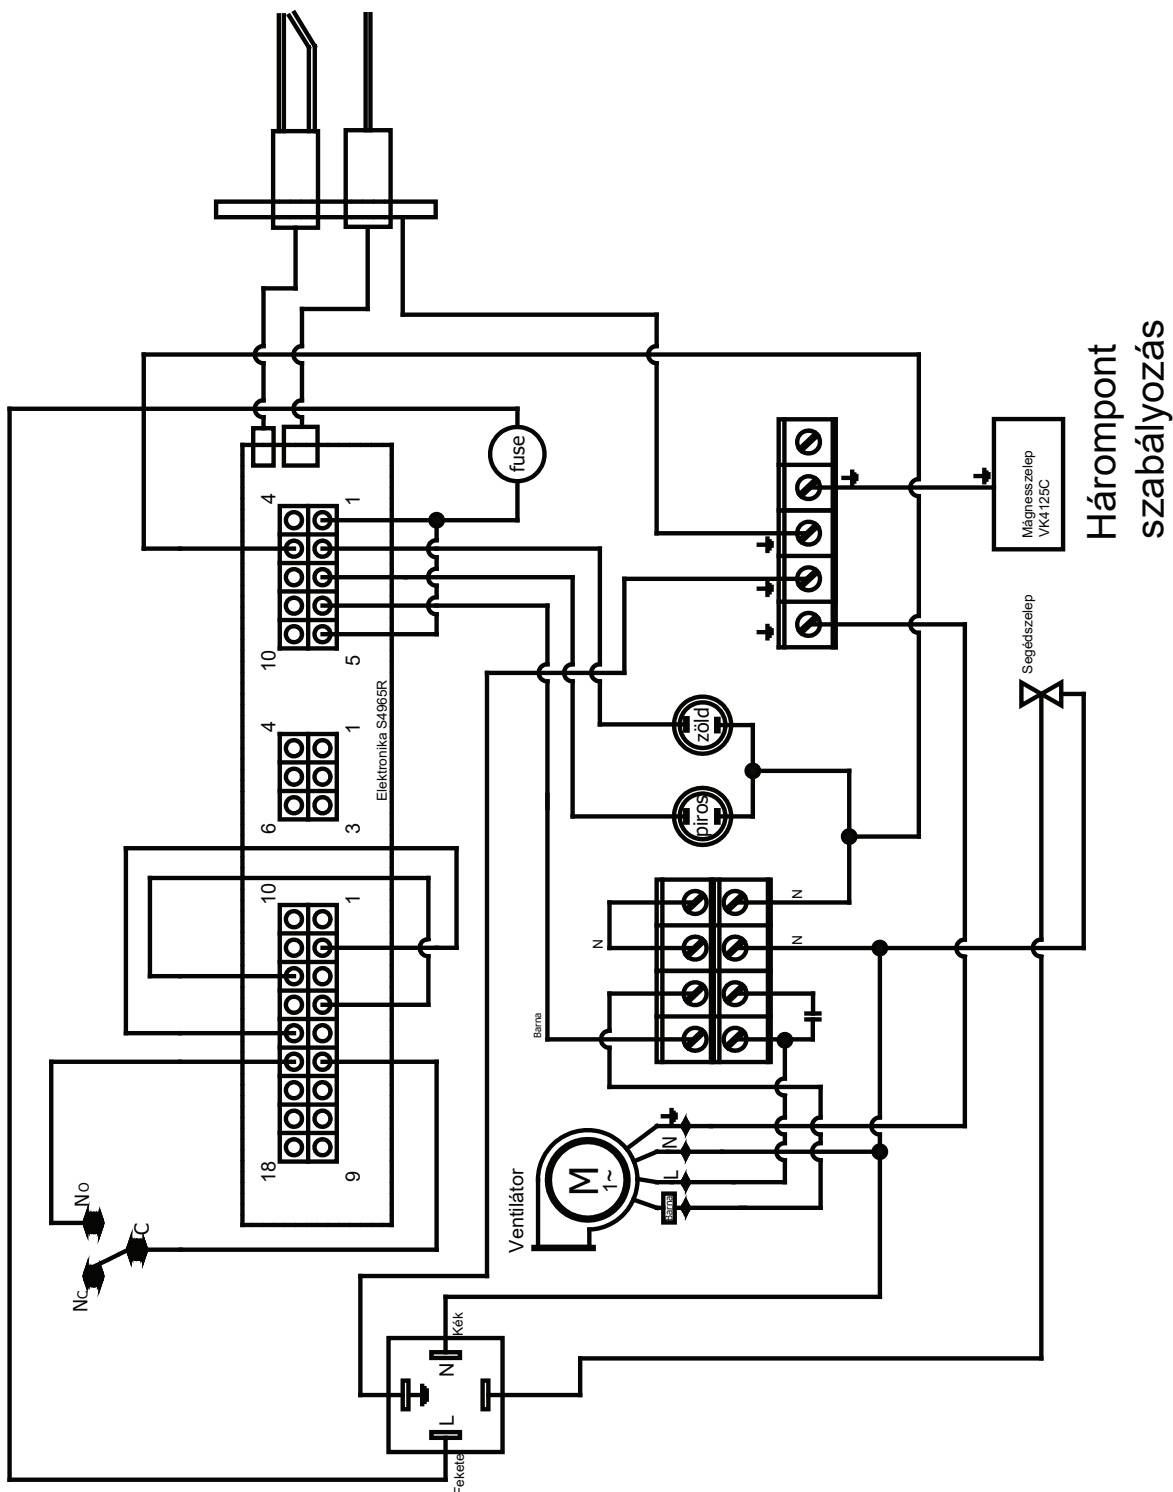 Hárompont
szabályozás
fuse
4
1
10
5
Elektronika S4965R
4
1
6
3
10
1
18
9
No
C
Nc
Mágnesszelep
VK4125C
Segédszelep
zöld
piros
N
N
N
Barna
Ventilátor
M
1~
N
L
Barna
Kék
N
L
Fekete